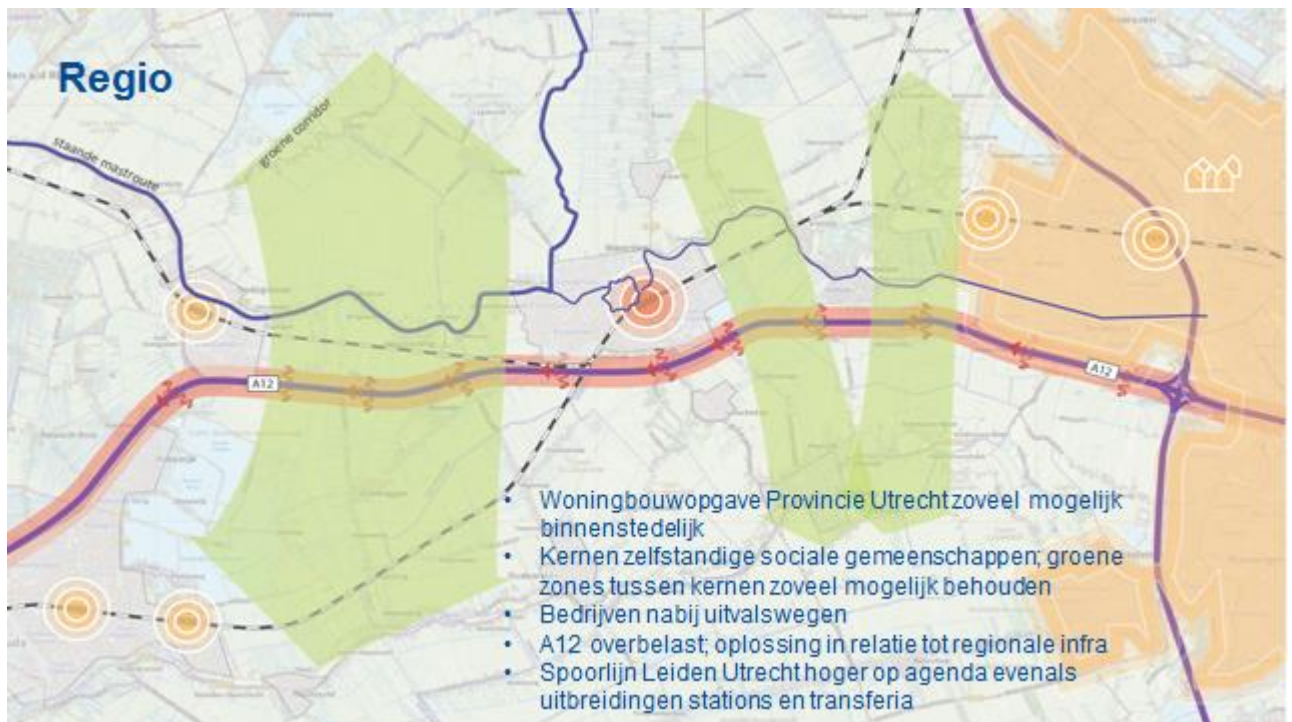 Regio
groene corridor
staande mastroute
A12
A12
• Woningbouwopgave Provincie Utrecht zoveel mogelijk
binnenstedelijk
• Kernen zelfstandige sociale gemeenschappen; groene
zones tussen kernen zoveel mogelijk behouden
• Bedrijven nabij uitvalswegen
• A12 overbelast; oplossing in relatie tot regionale infra
• Spoorlijn Leiden Utrecht hoger op agenda evenals
uitbreidingen stations en transferia